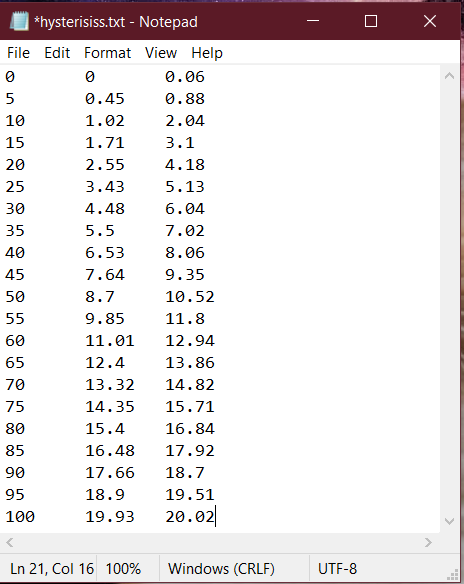 *hysterisiss.txt - Notepad
File Edit Format View Help
0 0 0.06
5 0.45 0.88
10 1.02 2.04
15 1.71 3.1
20 2.55 4.18
25 3.43 5.13
30 4.48 6.04
35 5.5 7.02
40 6.53 8.06
45 7.64 9.35
50 8.7 10.52
55 9.85 11.8
60 11.01 12.94
65 12.4 13.86
70 13.32 14.82
75 14.35 15.71
80 15.4 16.84
85 16.48 17.92
90 17.66 18.7
95 18.9 19.51
100 19.93 20.02
Ln 21, Col 16 100% Windows (CRLF) UTF-8